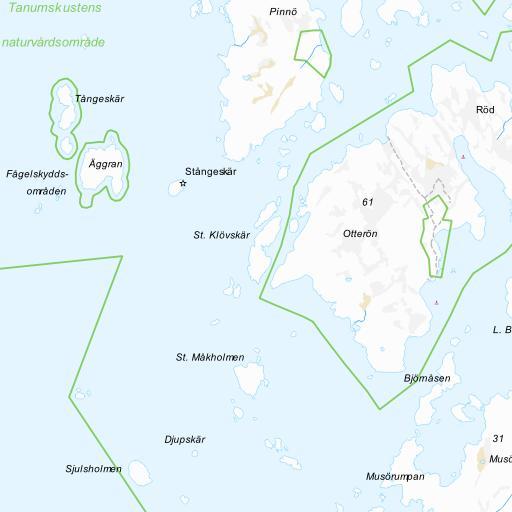 Tanumskustens
naturvårdsområde
Pinnö
Tångeskär
Röd
Äggran
Fågelskydds-
områden
Stångeskär
61
St. Klövskär
Otterön
L. B
St. Måkholmen
Björnåsen
Djupskär
31
Musö
Sjulsholmen
Musörumpan